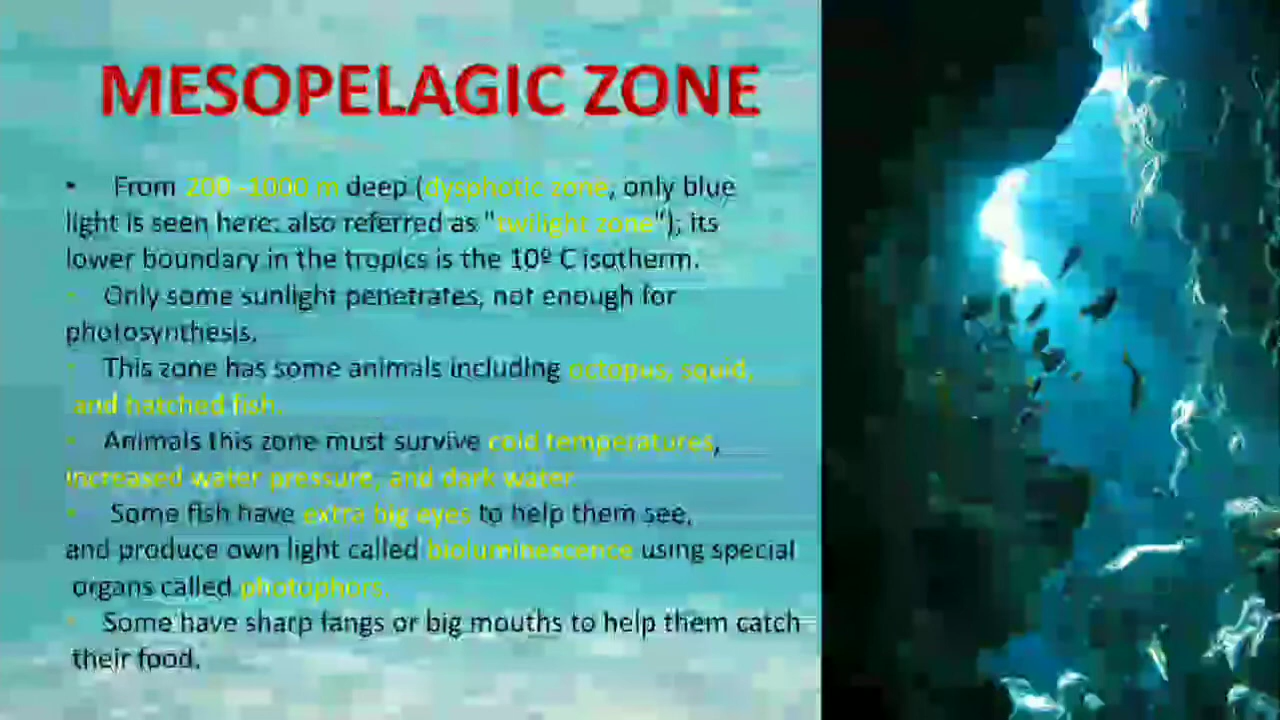 MESOPELAGIC ZONE
• From 200–1000 m deep (dysphotic zone, only blue
light is seen here; also referred as "twilight zone"); its
lower boundary in the tropics is the 10º C isotherm.
• Only some sunlight penetrates, not enough for
photosynthesis.
• This zone has some animals including octopus, squid,
and hatched fish.
• Animals this zone must survive cold temperatures,
increased water pressure, and dark water
• Some fish have extra big eyes to help them see,
and produce own light called bioluminescence using special
organs called photophors.
• Some have sharp fangs or big mouths to help them catch
their food.